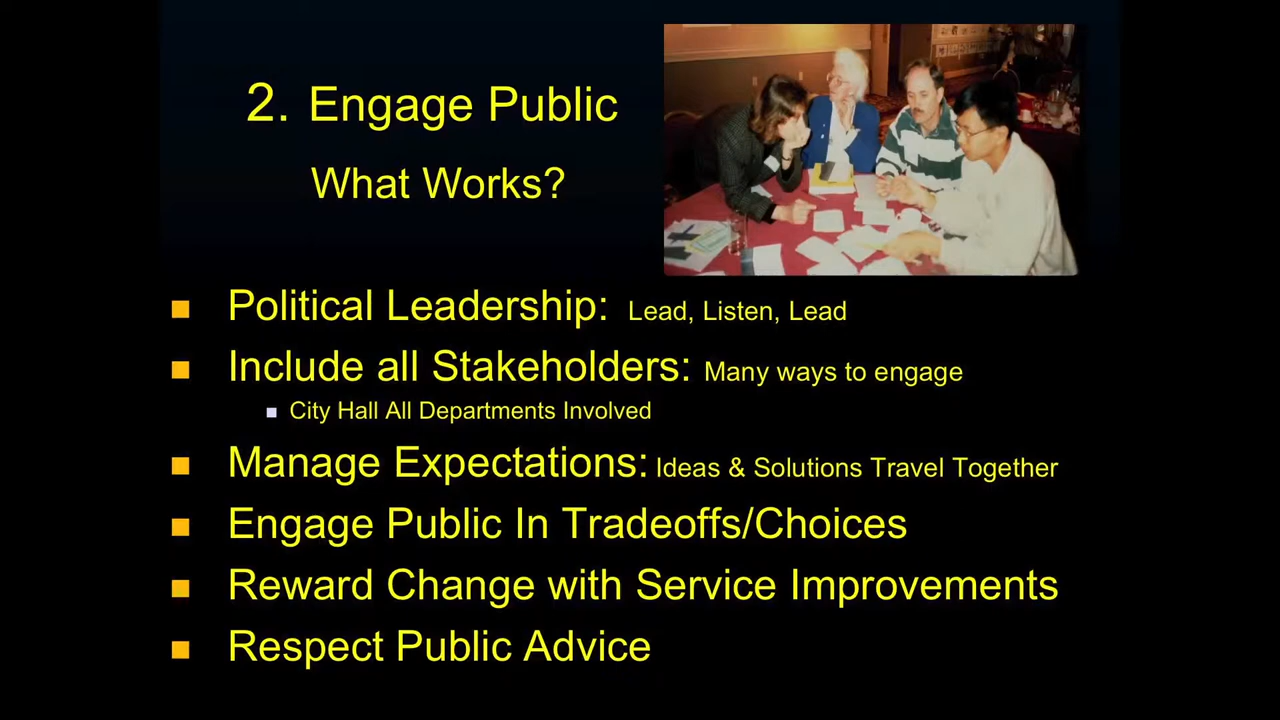 2. Engage Public
What Works?
Political Leadership: Lead, Listen, Lead
Include all Stakeholders: Many ways to engage
City Hall All Departments Involved
Manage Expectations: Ideas & Solutions Travel Together
Engage Public In Tradeoffs/Choices
Reward Change with Service Improvements
Respect Public Advice